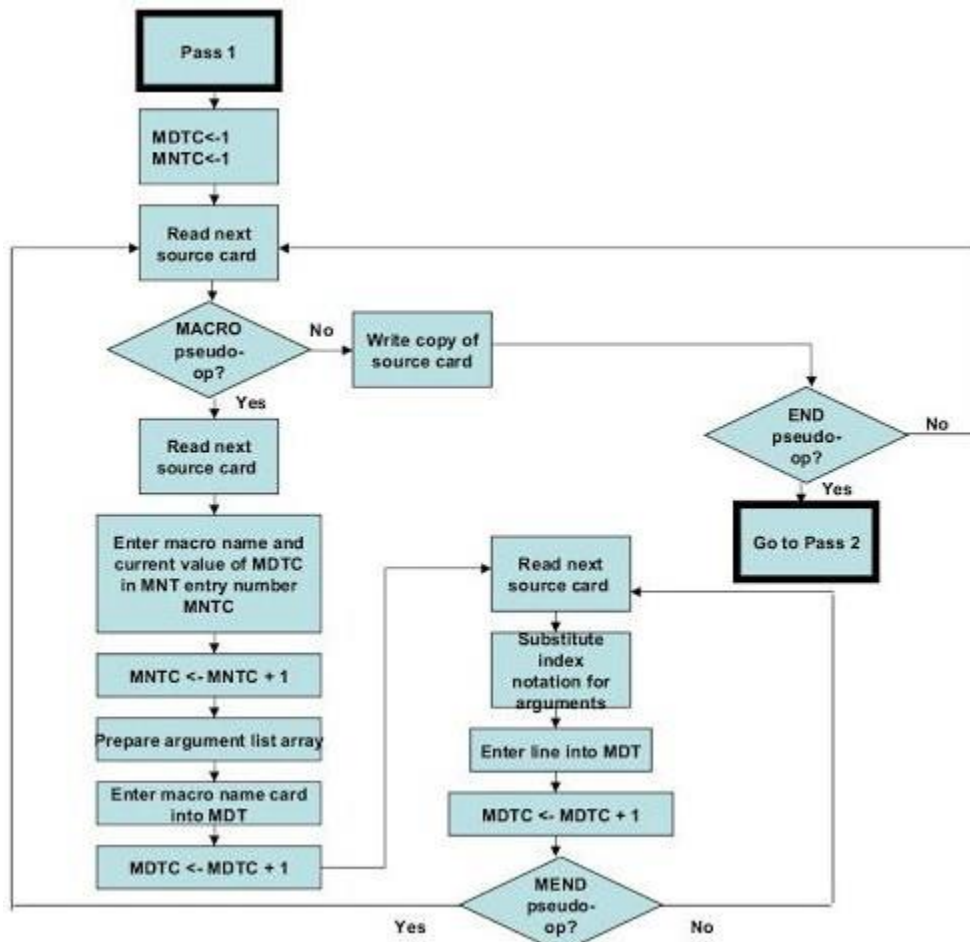 Pass 1
MDTC<-1
MNTC<-1
Read next
source card
MACRO
pseudo-
op?
No
Write copy of
source card
END
pseudo-
op?
No
Yes
Go to Pass 2
Yes
Read next
source card
Enter macro name and
current value of MDTC
in MNT entry number
MNTC
MNTC <- MNTC + 1
Prepare argument list array
Enter macro name card
into MDT
MDTC <- MDTC + 1
Read next
source card
Substitute
index
notation for
arguments
Enter line into MDT
MDTC <- MDTC + 1
MEND
pseudo-
op?
Yes
No